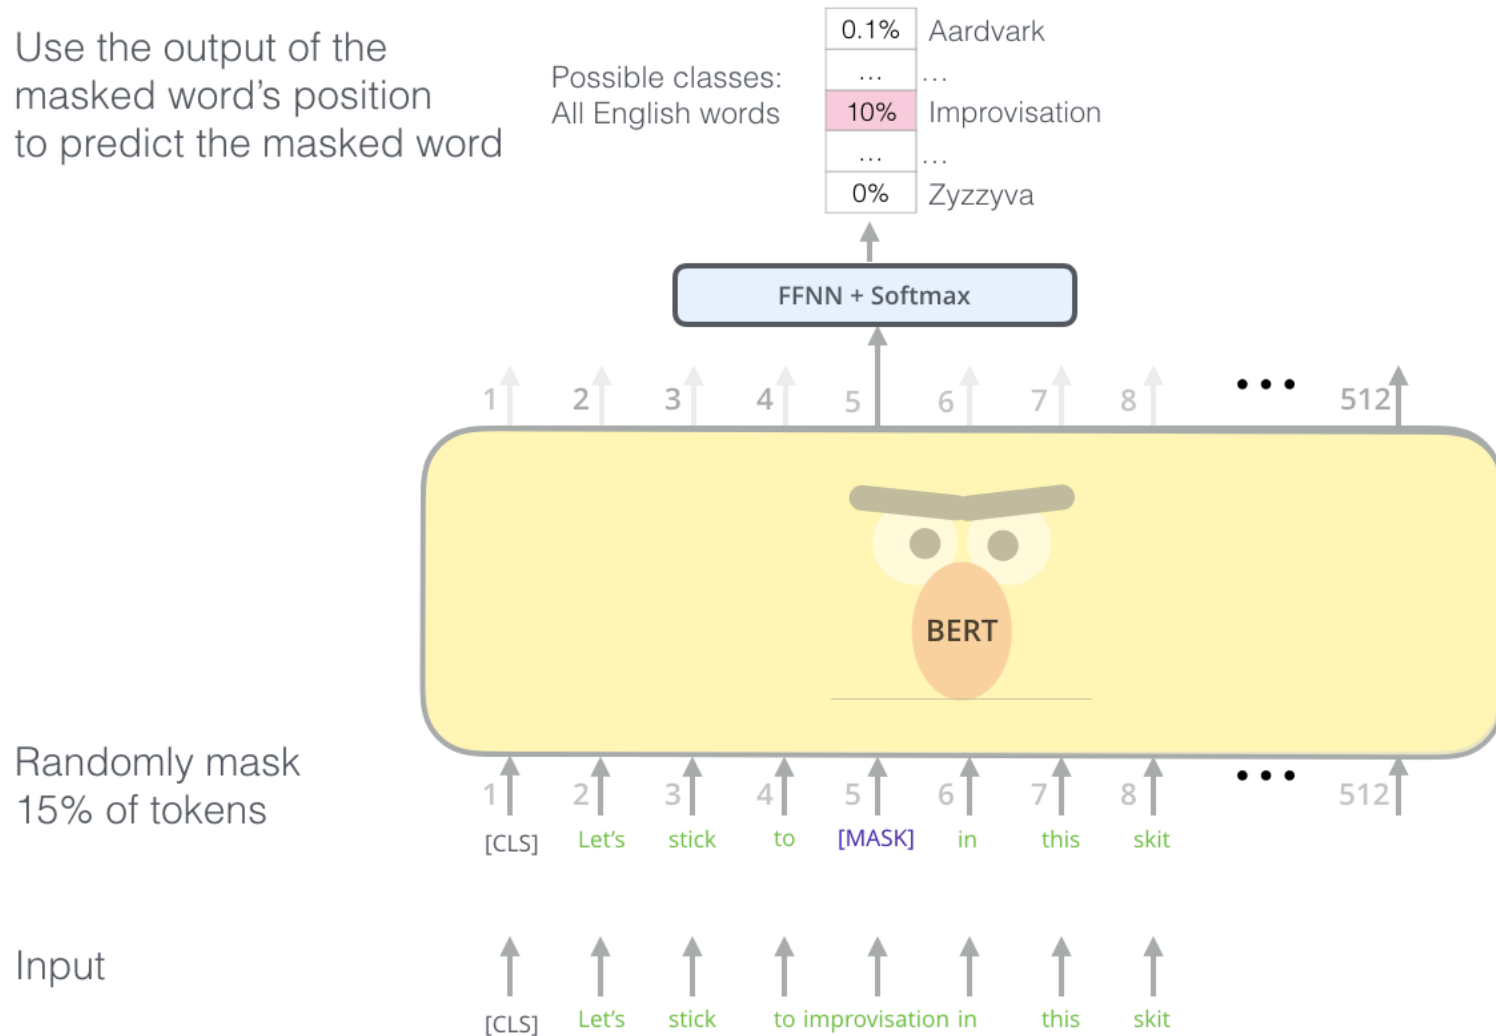 Use the output of the
masked word’s position
to predict the masked word
Possible classes:
All English words
0.1% Aardvark
... ...
10% Improvisation
... ...
0% Zyzzyva
FFNN + Softmax
1 2 3 4 5 6 7 8 ••• 512
BERT
Randomly mask
15% of tokens
1 2 3 4 5 6 7 8 ••• 512
[CLS] Let’s stick to [MASK] in this skit
Input
[CLS] Let’s stick to improvisation in this skit